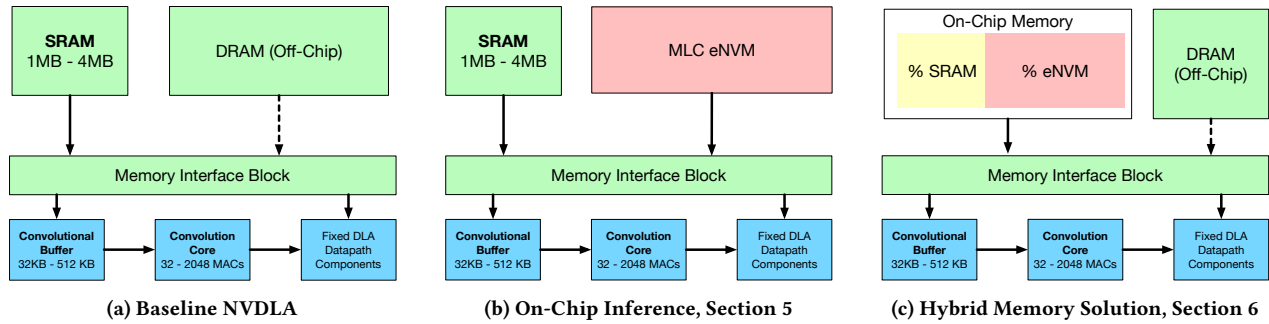 SRAM
1MB - 4MB
DRAM (Off-Chip)
Memory Interface Block
Convolutional
Buffer
32KB - 512 KB
Convolution
Core
32 - 2048 MACs
Fixed DLA
Datapath
Components
(a) Baseline NVDLA
SRAM
1MB - 4MB
MLC eNVM
Memory Interface Block
Convolutional
Buffer
32KB - 512 KB
Convolution
Core
32 - 2048 MACs
Fixed DLA
Datapath
Components
(b) On-Chip Inference, Section 5
On-Chip Memory
% SRAM
% eNVM
DRAM
(Off-Chip)
Memory Interface Block
Convolutional
Buffer
32KB - 512 KB
Convolution
Core
32 - 2048 MACs
Fixed DLA
Datapath
Components
(c) Hybrid Memory Solution, Section 6